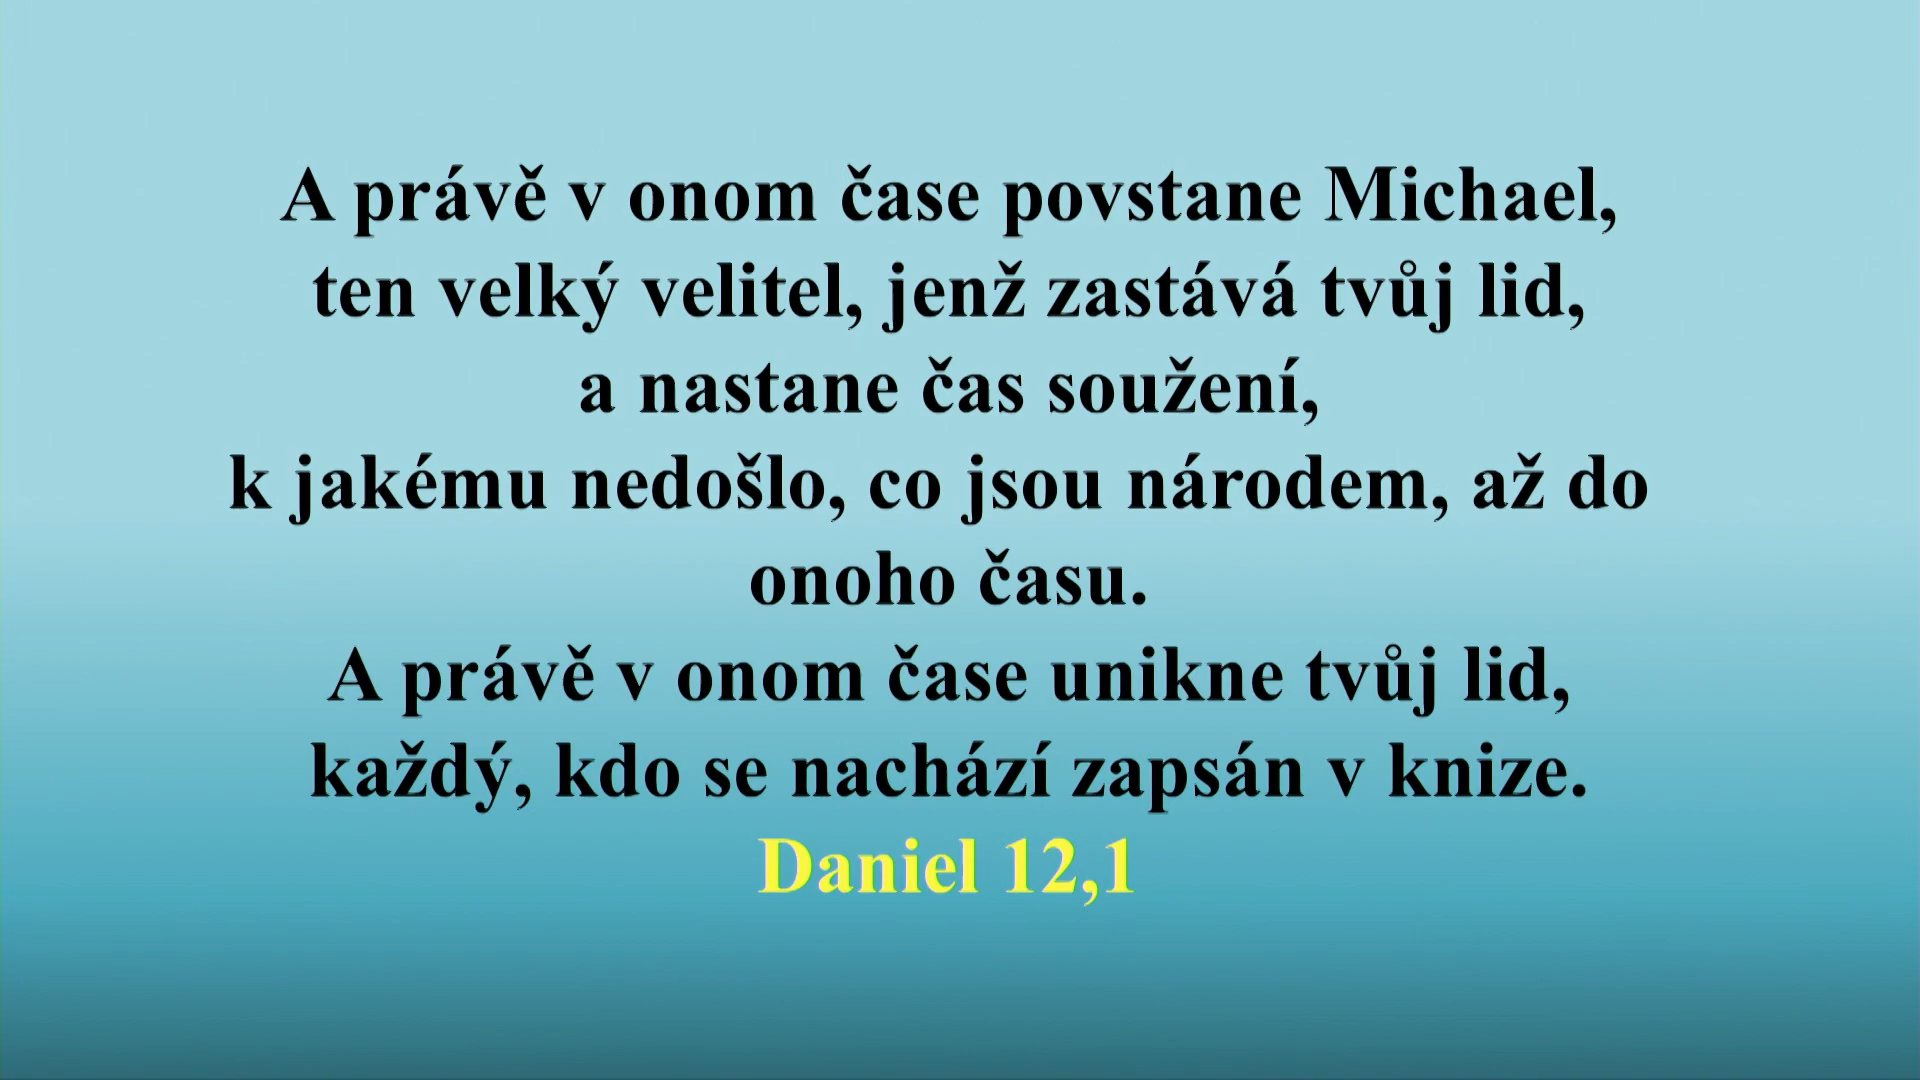 A právě v onom čase povstane Michael,
ten velký velitel, jenž zastává tvůj lid,
a nastane čas soužení,
k jakému nedošlo, co jsou národem, až do
onoho času.
A právě v onom čase unikne tvůj lid,
každý, kdo se nachází zapsán v knize.
Daniel 12,1